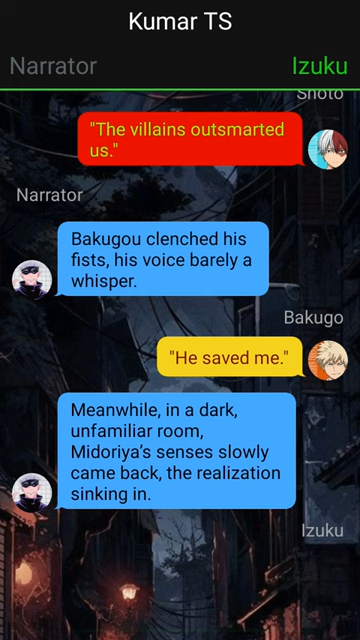 Kumar TS
Narrator
Izuku
Shoto
"The villains outsmarted
us."
Narrator
Bakugou clenched his
fists, his voice barely a
whisper.
Bakugo
"He saved me."
Meanwhile, in a dark,
unfamiliar room,
Midoriya's senses slowly
came back, the realization
sinking in.
Izuku